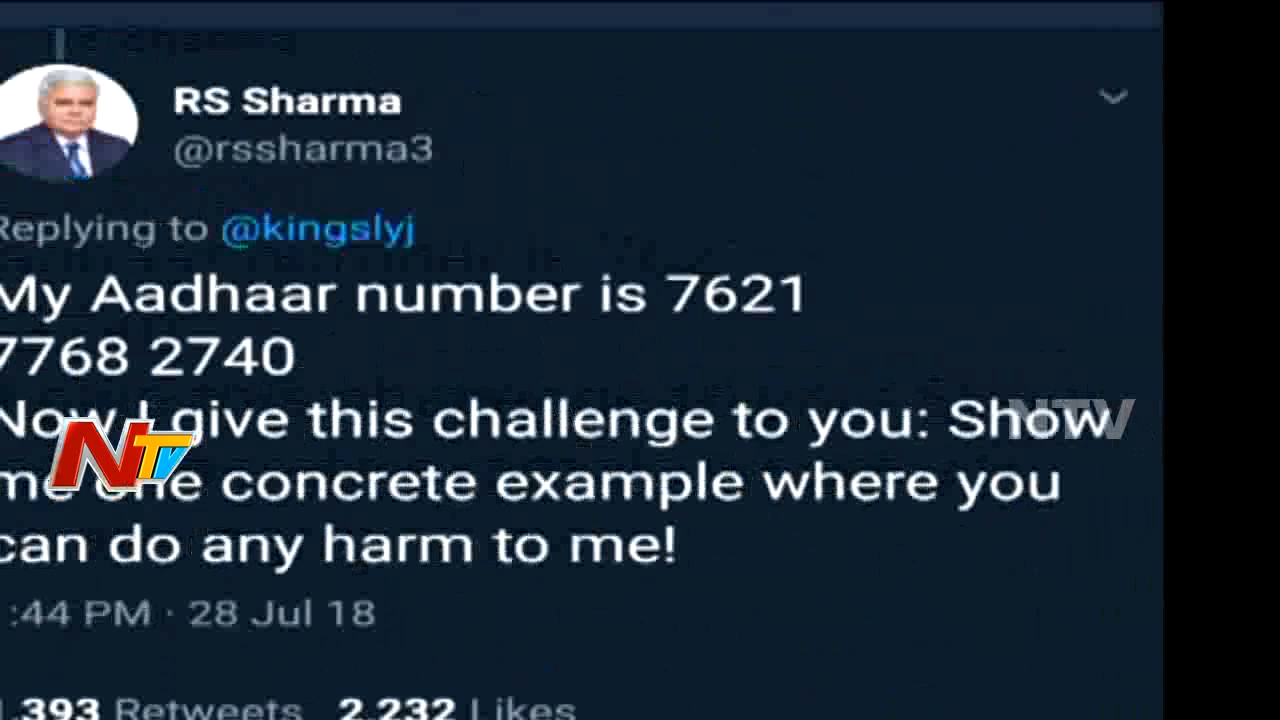 RS Sharma
@rssharma3
Replying to @kingslyj
My Aadhaar number is 7621
7768 2740
Now I give this challenge to you: Show
me one concrete example where you
can do any harm to me!
:44 PM · 28 Jul 18
1,393 Retweets 2,232 Likes
NTV
NTV